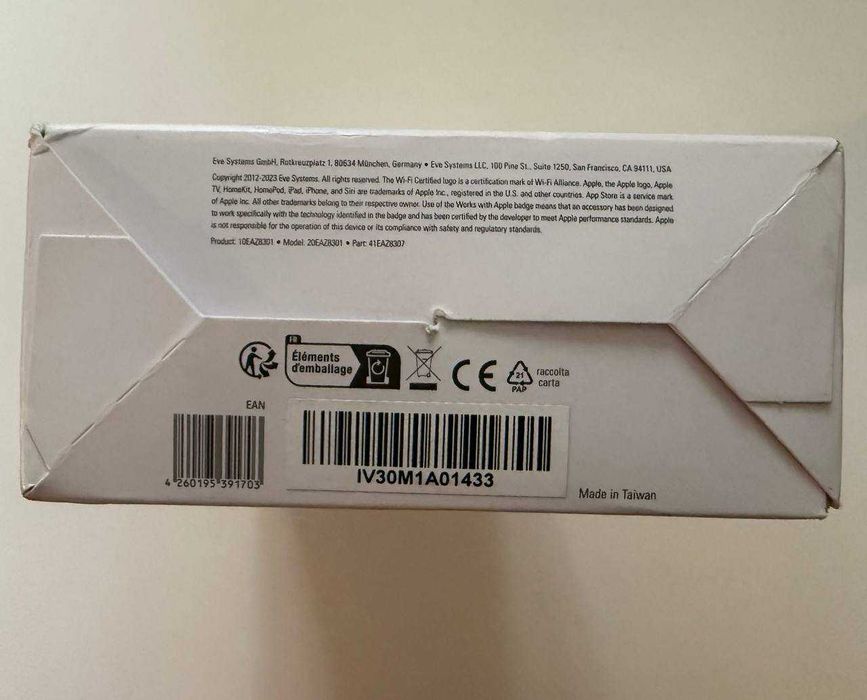 Eve Systems GmbH, Rotkreuzplatz 1, 80634 München, Germany • Eve Systems LLC, 100 Pine St., Suite 1250, San Francisco, CA 94111, USA
Copyright 2012-2023 Eve Systems. All rights reserved. The Wi-Fi Certified logo is a certification mark of Wi-Fi Alliance. Apple, the Apple logo, Apple
TV, HomeKit, HomePod, iPad, iPhone, and Siri are trademarks of Apple Inc., registered in the U.S. and other countries. App Store is a service mark
of Apple Inc. All other trademarks belong to their respective owner. Use of the Works with Apple badge means that an accessory has been designed
to work specifically with the technology identified in the badge and has been certified by the developer to meet Apple performance standards. Apple
is not responsible for the operation of this device or its compliance with safety and regulatory standards.
Product: 10EAZ8301 • Model: 20EAZ8301 • Part: 41EAZ8307
FR
Éléments
d'emballage
CE
21
PAP
raccolta
carta
EAN
4 260195 391703
IV30M1A01433
Made in Taiwan